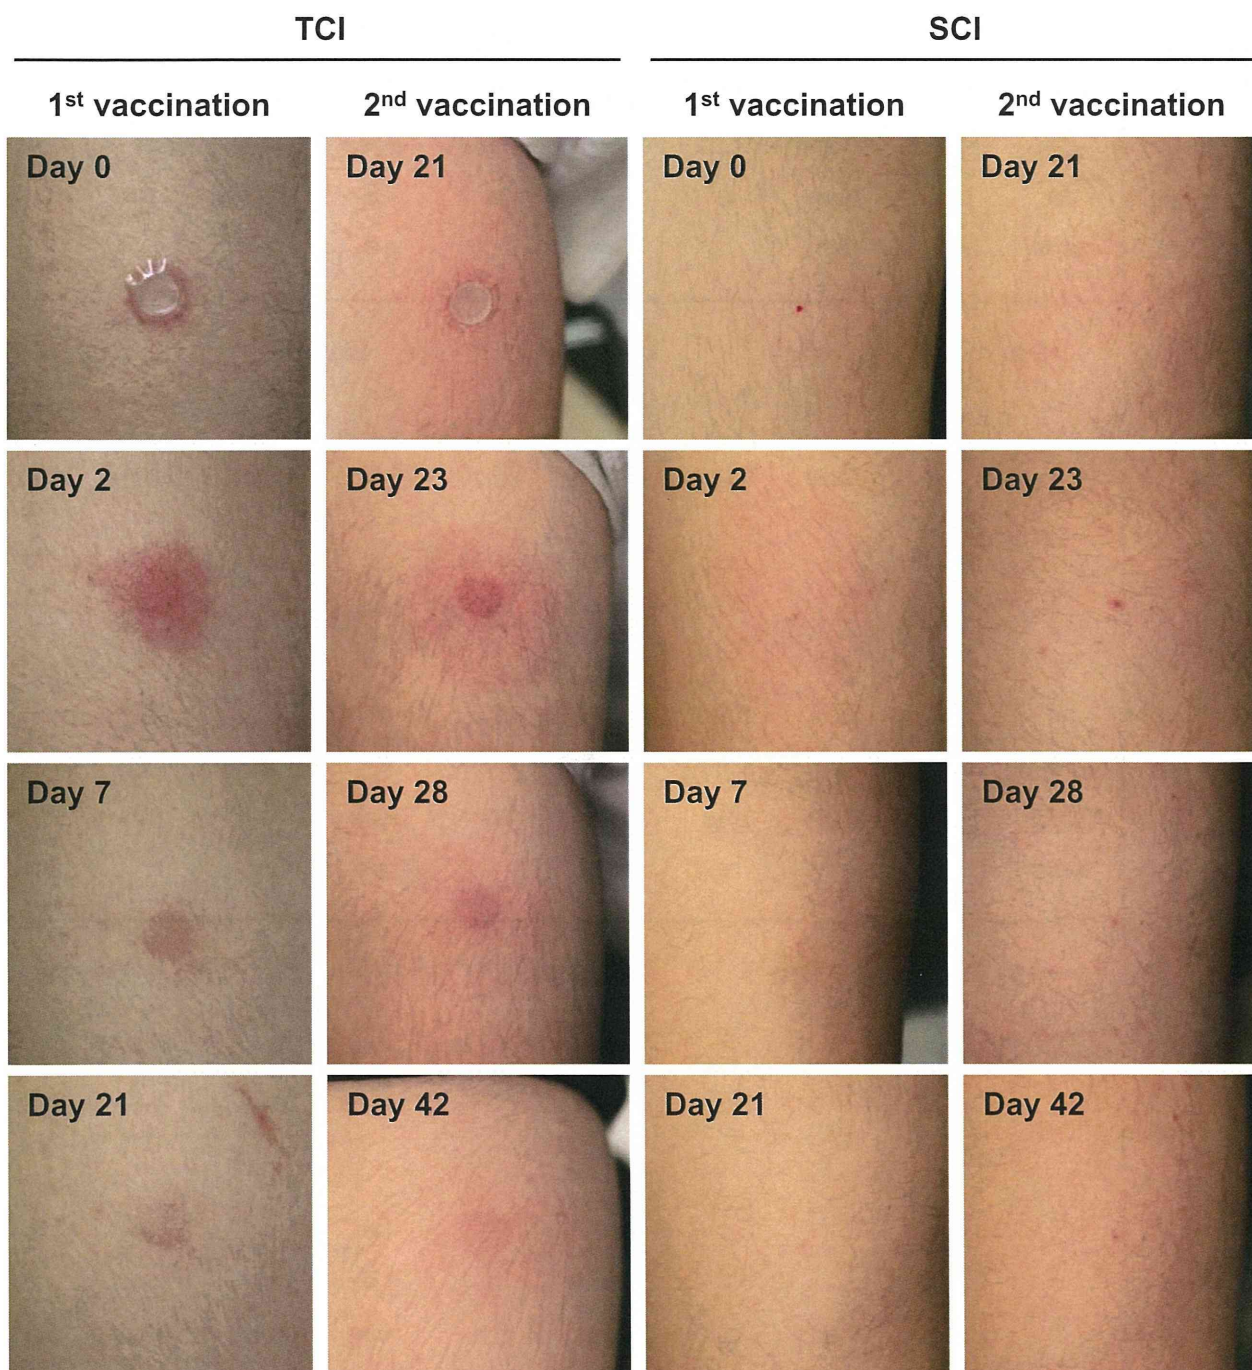 TCI SCI
1st vaccination 2nd vaccination 1st vaccination 2nd vaccination
Day 0 Day 21 Day 0 Day 21
Day 2 Day 23 Day 2 Day 23
Day 7 Day 28 Day 7 Day 28
Day 21 Day 42 Day 21 Day 42